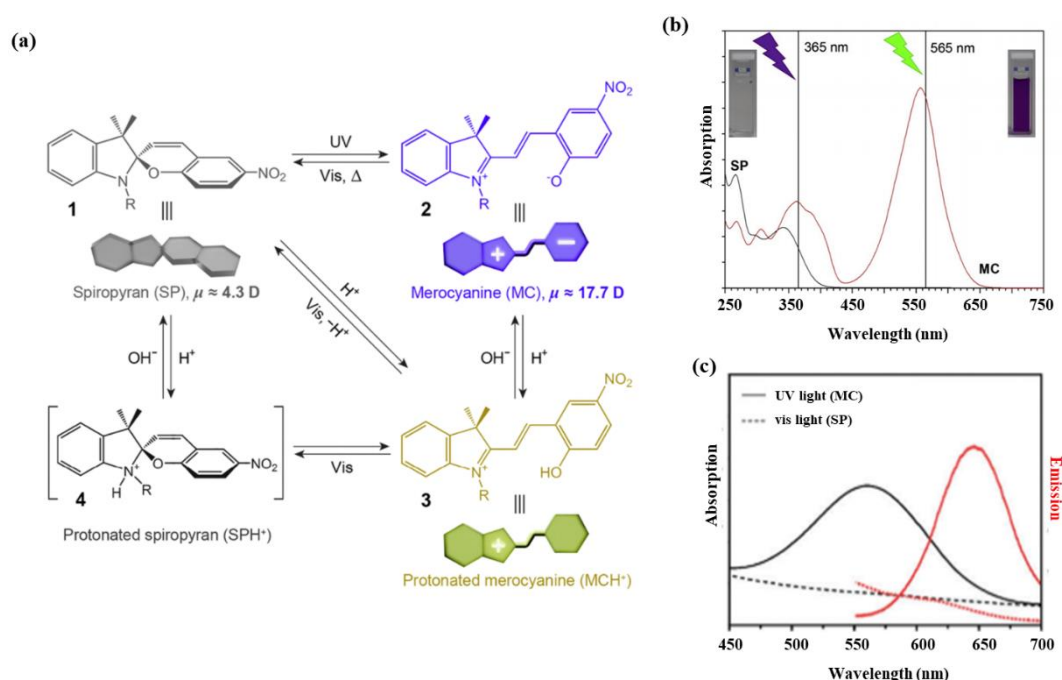 (a)
NO₂
UV
Vis, Δ
NO₂
N
O
R
1
N⁺
R
⁻O
2
+
−
Spiropyran (SP), μ ≈ 4.3 D
Merocyanine (MC), μ ≈ 17.7 D
H⁺
Vis, −H⁺
OH⁻
H⁺
OH⁻
H⁺
NO₂
N⁺
H
R
O
NO₂
4
Vis
N⁺
R
HO
3
+
Protonated spiropyran (SPH⁺)
Protonated merocyanine (MCH⁺)
(b)
365 nm
565 nm
Absorption
SP
MC
250 350 450 550 650 750
Wavelength (nm)
(c)
UV light (MC)
vis light (SP)
Absorption
Emission
450 500 550 600 650 700
Wavelength (nm)